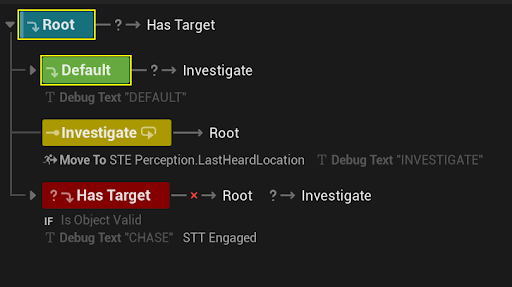 Root ? Has Target
Default ? Investigate
T Debug Text "DEFAULT"
Investigate Root
Move To STE Perception.LastHeardLocation T Debug Text "INVESTIGATE"
? Has Target × Root ? Investigate
IF Is Object Valid
T Debug Text "CHASE" STT Engaged